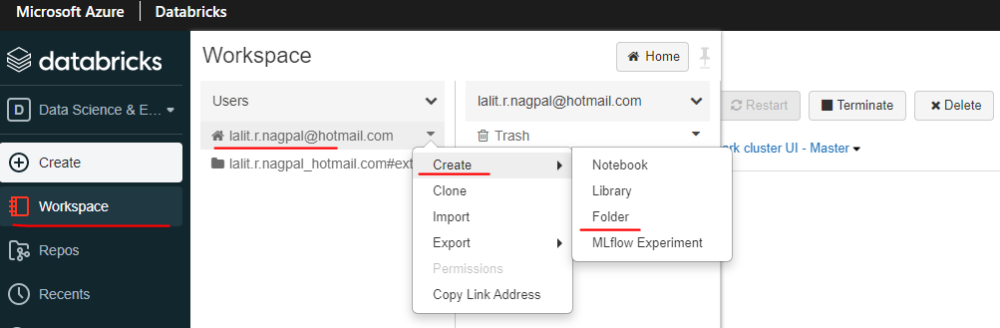 Microsoft Azure Databricks
databricks
D Data Science & E...
Create
Workspace
Repos
Recents
Workspace
Home
Users
lalit.r.nagpal@hotmail.com
Restart
Terminate
Delete
lalit.r.nagpal@hotmail.com
Trash
lalit.r.nagpal_hotmail.com#ext
ark cluster UI - Master
Create
Clone
Import
Export
Permissions
Copy Link Address
Notebook
Library
Folder
MLflow Experiment